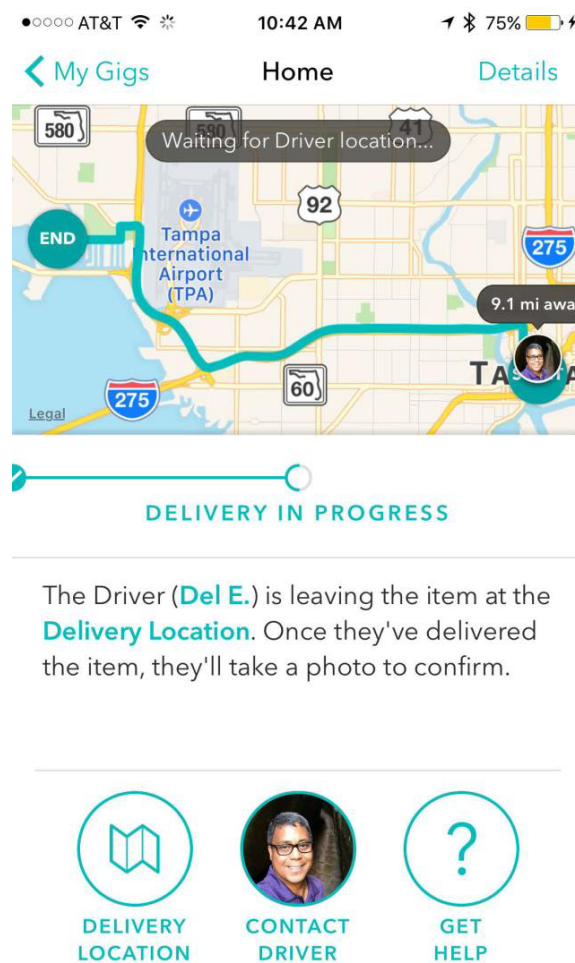 AT&T 10:42 AM 75%
My Gigs Home Details
580
580
41
Waiting for Driver location...
92
END
Tampa
International
Airport
(TPA)
275
9.1 mi awa
60
275
Legal
DELIVERY IN PROGRESS
The Driver (Del E.) is leaving the item at the
Delivery Location. Once they've delivered
the item, they'll take a photo to confirm.
DELIVERY
LOCATION
CONTACT
DRIVER
GET
HELP